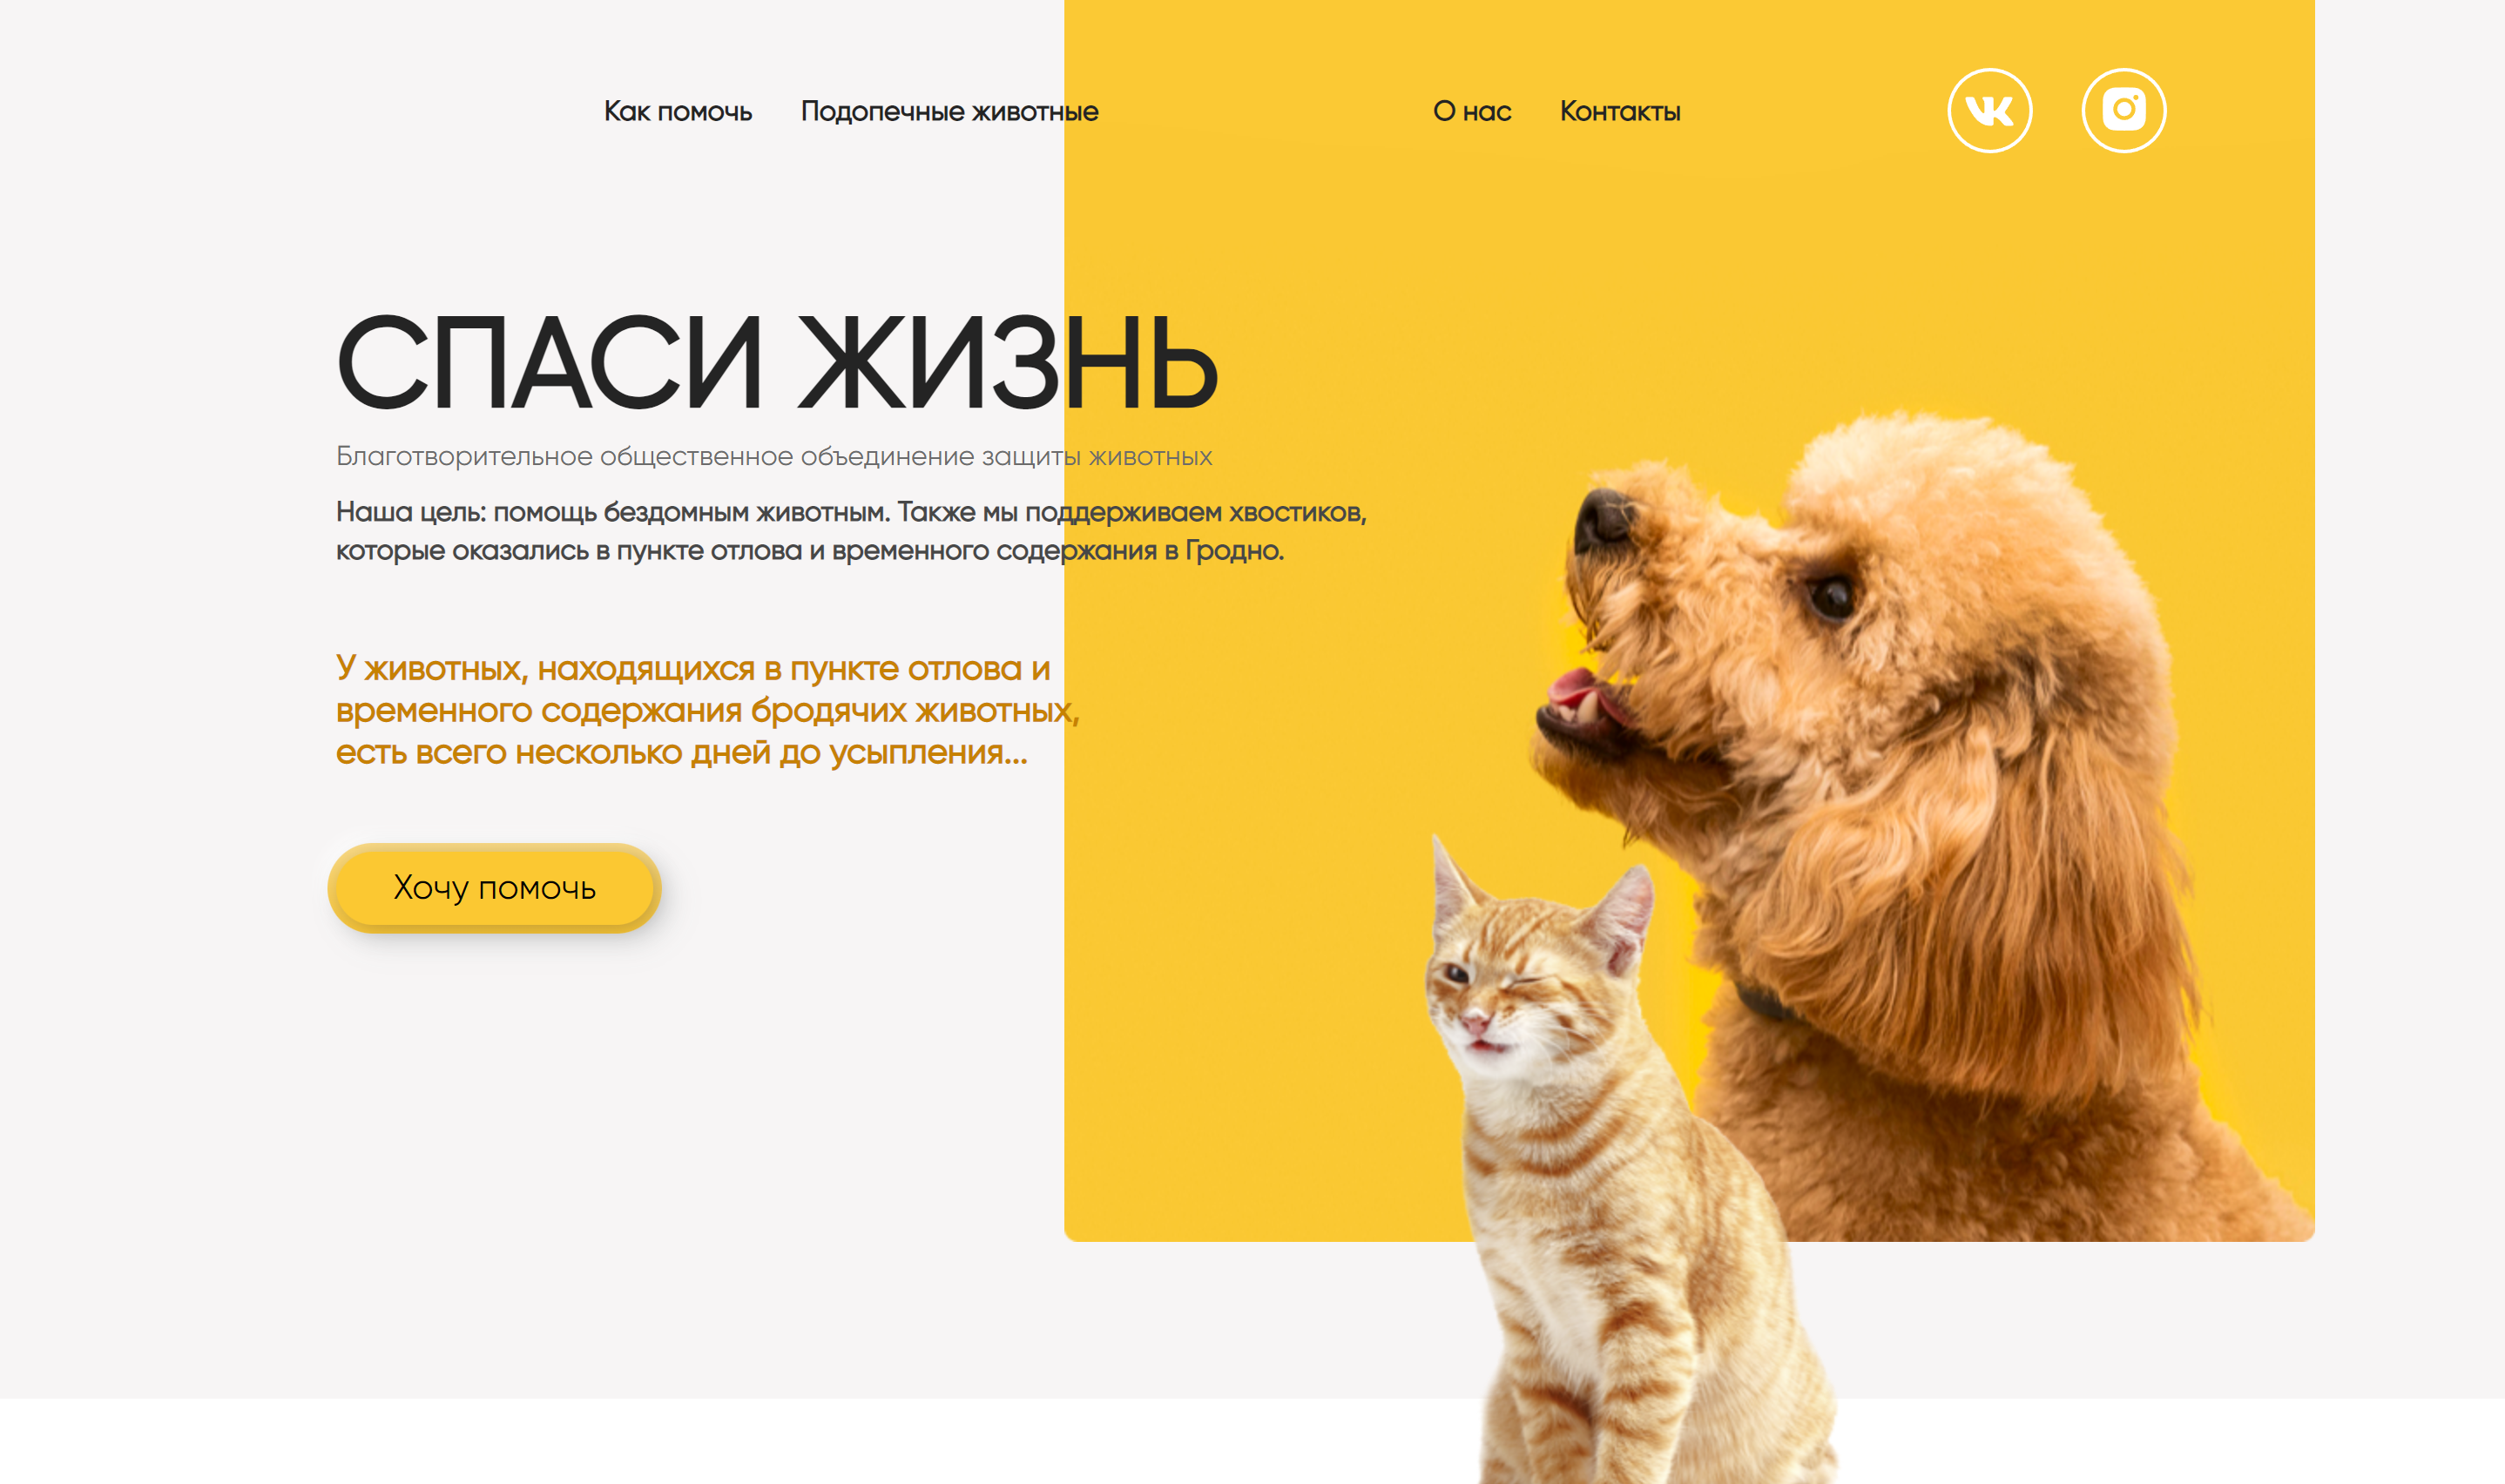 Как помочь Подопечные животные О нас Контакты
СПАСИ ЖИЗНЬ
Благотворительное общественное объединение защиты животных
Наша цель: помощь бездомным животным. Также мы поддерживаем хвостиков,
которые оказались в пункте отлова и временного содержания в Гродно.
У животных, находящихся в пункте отлова и
временного содержания бродячих животных,
есть всего несколько дней до усыпления...
Хочу помочь